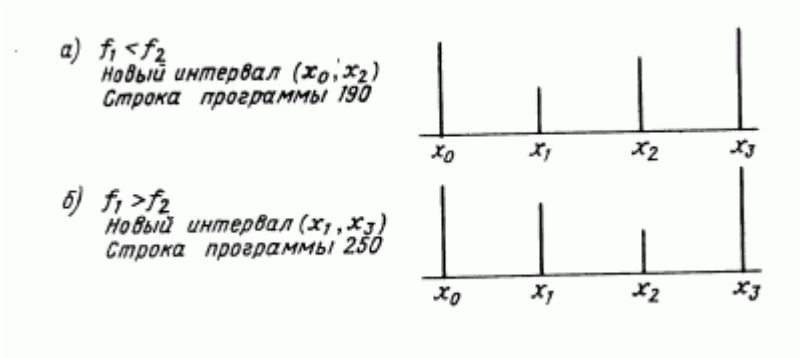 а) f₁ < f₂
Новый интервал (x₀, x₂)
Строка программы 190
x₀ x₁ x₂ x₃
б) f₁ > f₂
Новый интервал (x₁, x₃)
Строка программы 250
x₀ x₁ x₂ x₃